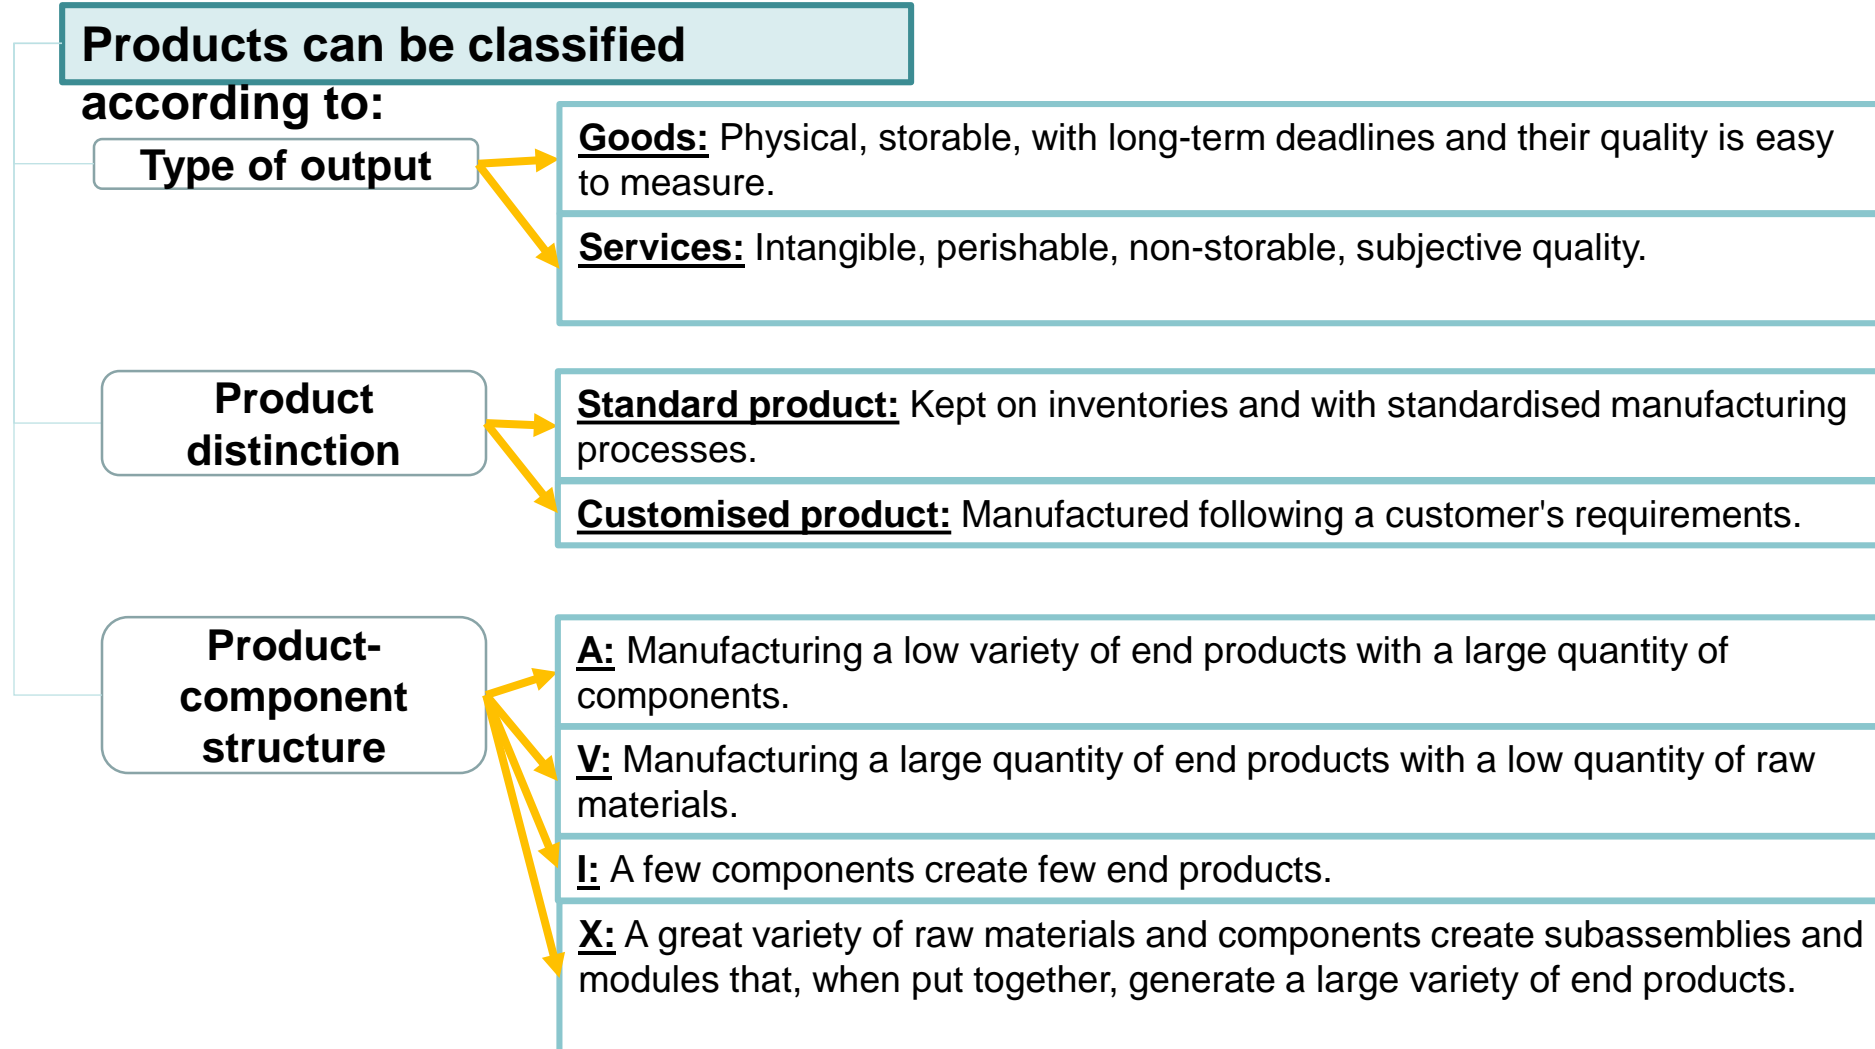 Products can be classified
according to:
Type of output
Goods: Physical, storable, with long-term deadlines and their quality is easy
to measure.
Services: Intangible, perishable, non-storable, subjective quality.
Product
distinction
Standard product: Kept on inventories and with standardised manufacturing
processes.
Customised product: Manufactured following a customer's requirements.
Product-
component
structure
A: Manufacturing a low variety of end products with a large quantity of
components.
V: Manufacturing a large quantity of end products with a low quantity of raw
materials.
I: A few components create few end products.
X: A great variety of raw materials and components create subassemblies and
modules that, when put together, generate a large variety of end products.